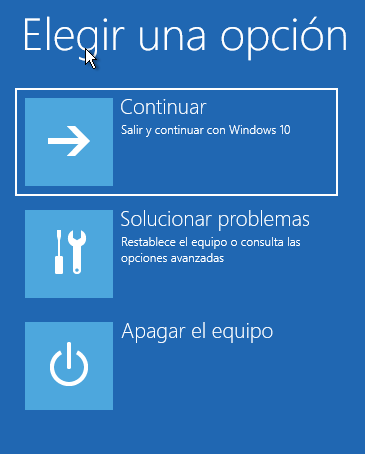 Elegir una opción
Continuar
Salir y continuar con Windows 10
Solucionar problemas
Restablece el equipo o consulta las
opciones avanzadas
Apagar el equipo